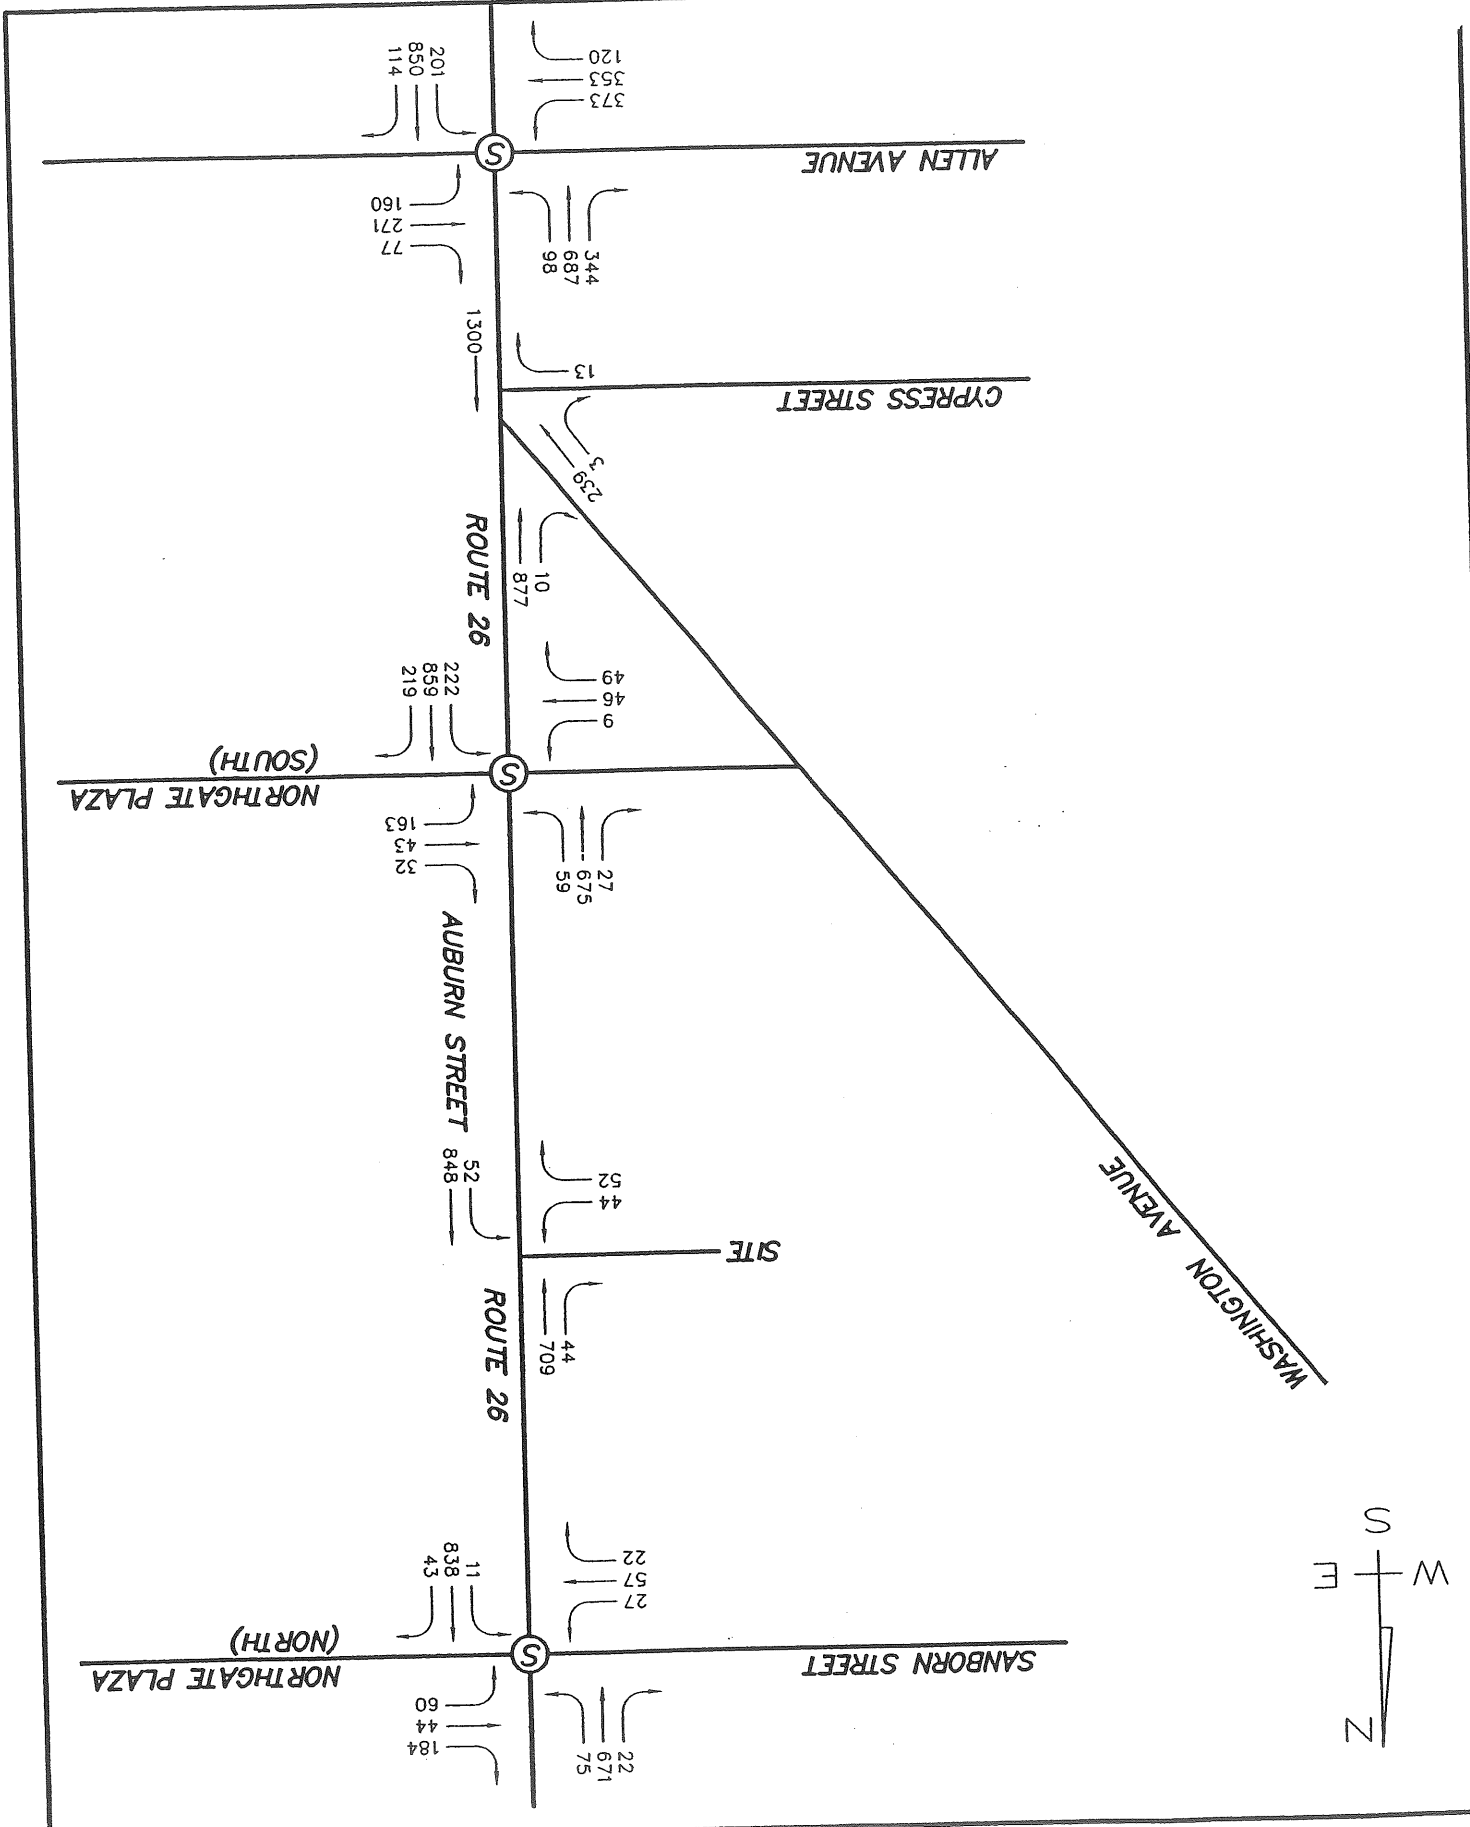 120
353
373
201
850
114
S
ALLEN AVENUE
160
271
77
344
687
98
1300
13
CYPRESS STREET
3
239
ROUTE 26
10
877
222
859
219
49
46
9
NORTHGATE PLAZA
(SOUTH)
S
163
43
32
27
675
59
AUBURN STREET
52
848
52
44
SITE
WASHINGTON AVENUE
44
709
ROUTE 26
11
838
43
22
57
27
NORTHGATE PLAZA
(NORTH)
S
SANBORN STREET
60
44
184
22
671
75
S
E
W
N